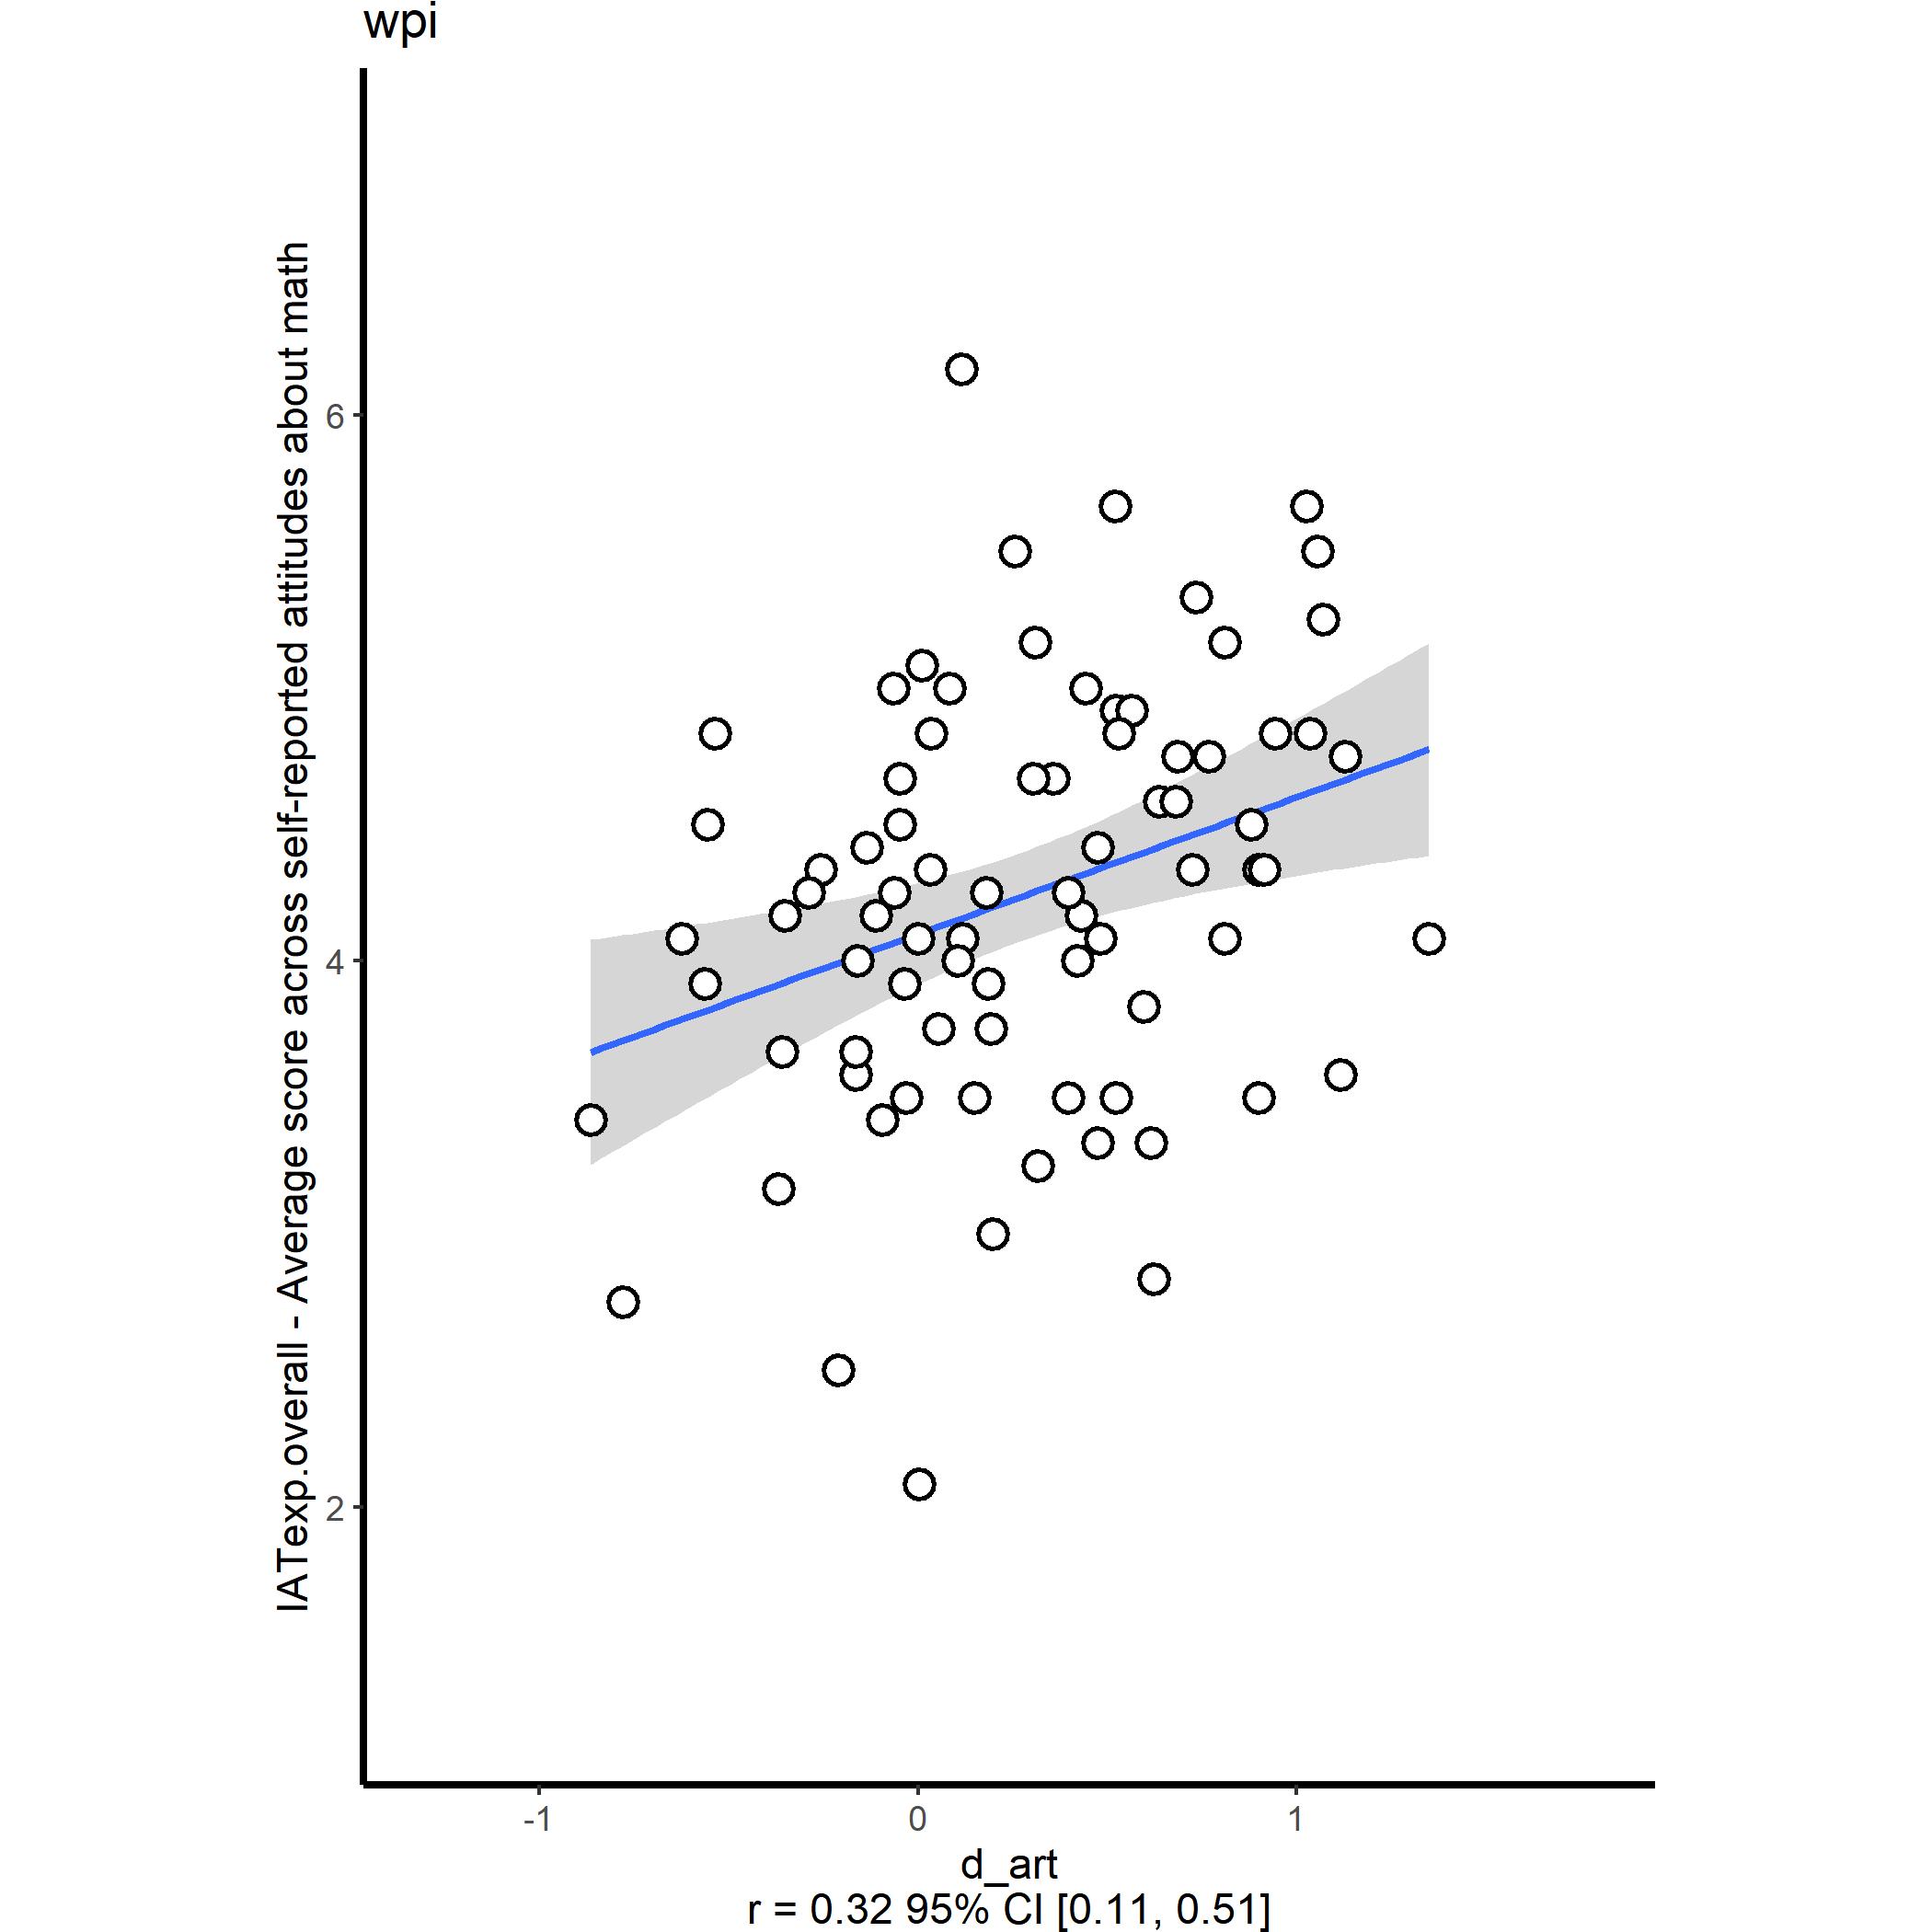 wpi
IATexp.overall - Average score across self-reported attitudes about math
6
4
2
-1
0
1
d_art
r = 0.32 95% CI [0.11, 0.51]